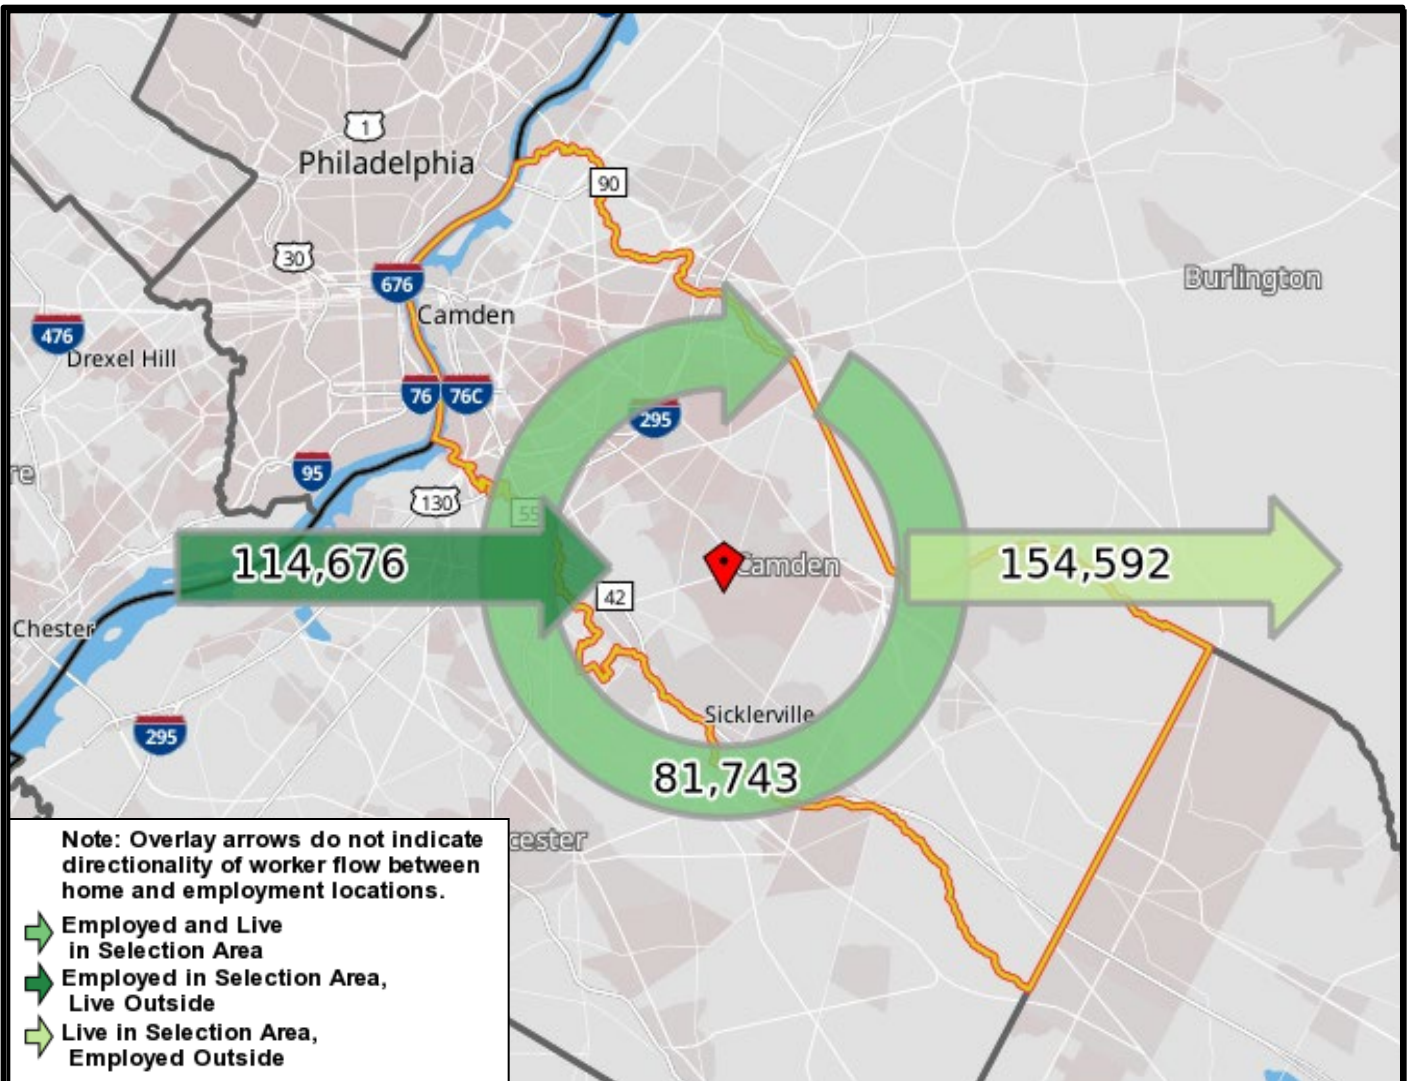 1
Philadelphia
90
30
Burlington
676
Camden
476
Drexel Hill
76
76C
295
re
95
130
55
114,676
154,592
Camden
42
Chester
Sicklerville
295
81,743
cester
Note: Overlay arrows do not indicate
directionality of worker flow between
home and employment locations.
Employed and Live
in Selection Area
Employed in Selection Area,
Live Outside
Live in Selection Area,
Employed Outside